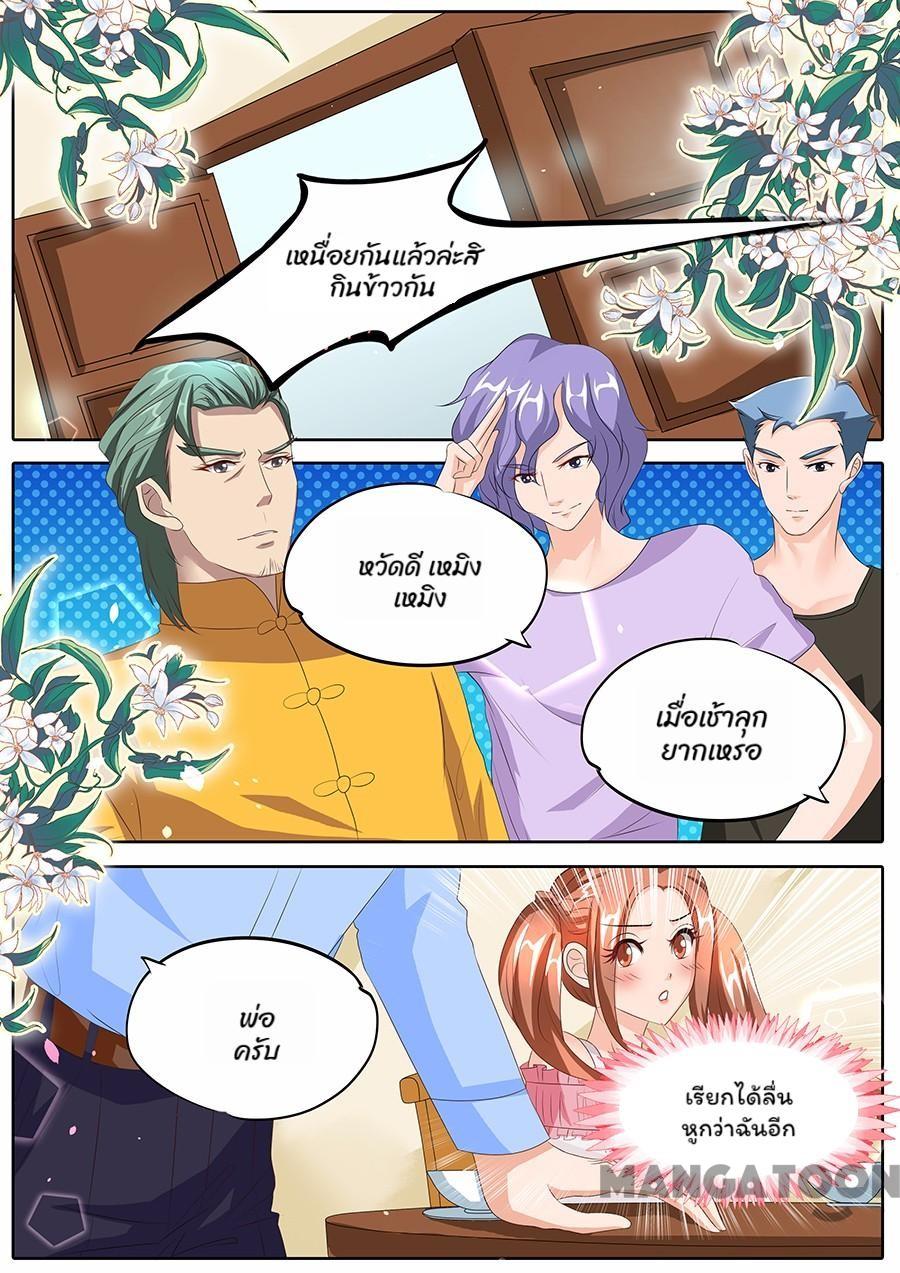 เหนื่อยกันแล้วล่ะสิ
กินข้าวกัน
หวัดดี เหมิง
เหมิง
เมื่อเช้าลุก
ยากเหรอ
พ่อ
ครับ
เรียกได้ลื่น
หูกว่าฉันอีก
MANGATOON